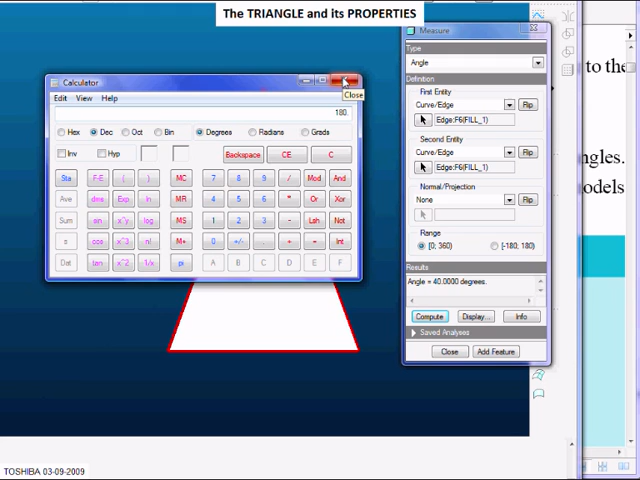 The TRIANGLE and its PROPERTIES
Measure
Type
Angle
Definition
First Entity
Curve/Edge
Flip
Edge:F6(FILL_1)
Second Entity
Curve/Edge
Flip
Edge:F6(FILL_1)
Normal/Projection
None
Flip
Range
[0; 360)
[-180; 180)
Results
Angle = 40.0000 degrees.
Compute
Display...
Info
Saved Analyses
Close
Add Feature
Calculator
Close
Edit View Help
180.
Hex Dec Oct Bin Degrees Radians Grads
Inv Hyp Backspace CE C
Sta F-E ( ) MC 7 8 9 / Mod And
Ave dms Exp ln MR 4 5 6 * Or Xor
Sum sin x^y log MS 1 2 3 - Lsh Not
s cos x^3 n! M+ 0 +/- . + = Int
Dat tan x^2 1/x pi A B C D E F
to the
ngles.
odels
TOSHIBA 03-09-2009